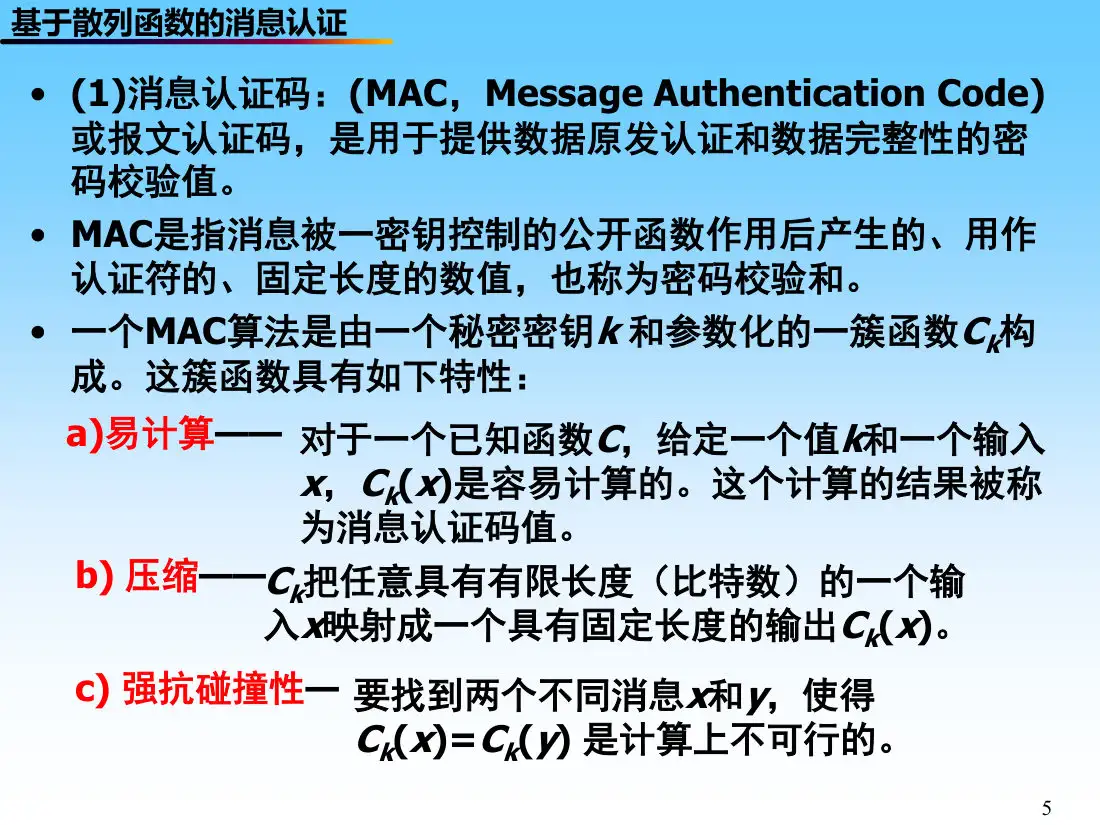 基于散列函数的消息认证
• (1)消息认证码：(MAC，Message Authentication Code)
或报文认证码，是用于提供数据原发认证和数据完整性的密
码校验值。
• MAC是指消息被一密钥控制的公开函数作用后产生的、用作
认证符的、固定长度的数值，也称为密码校验和。
• 一个MAC算法是由一个秘密密钥k 和参数化的一簇函数Ck构
成。这簇函数具有如下特性：
a)易计算—— 对于一个已知函数C，给定一个值k和一个输入
x，Ck(x)是容易计算的。这个计算的结果被称
为消息认证码值。
b) 压缩——Ck把任意具有有限长度（比特数）的一个输
入x映射成一个具有固定长度的输出Ck(x)。
c) 强抗碰撞性— 要找到两个不同消息x和y，使得
Ck(x)=Ck(y) 是计算上不可行的。
5